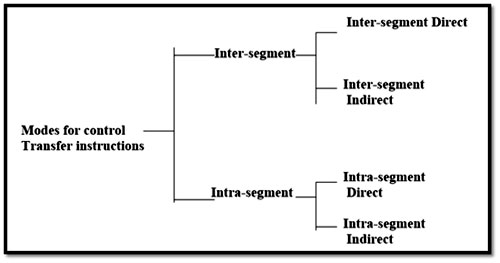 Inter-segment Direct
Inter-segment
Inter-segment
Indirect
Modes for control
Transfer instructions
Intra-segment
Direct
Intra-segment
Intra-segment
Indirect